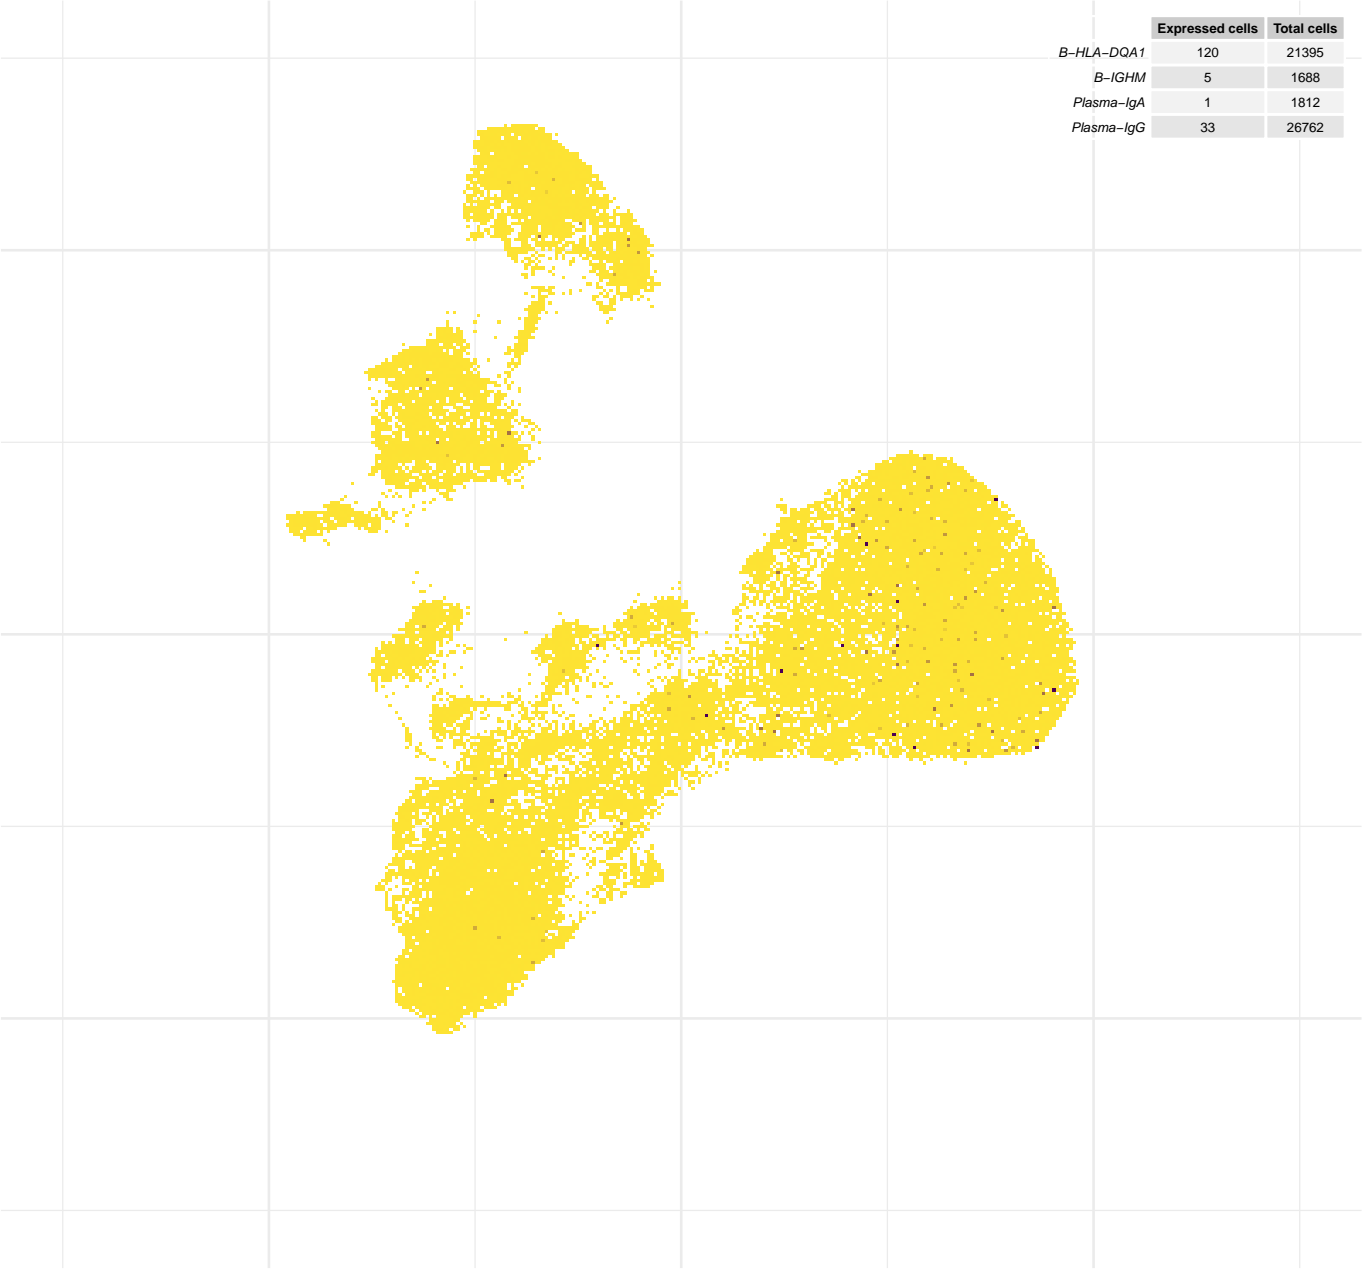 Expressed cells Total cells
B−HLA−DQA1 120 21395
B−IGHM 5 1688
Plasma−IgA 1 1812
Plasma−IgG 33 26762